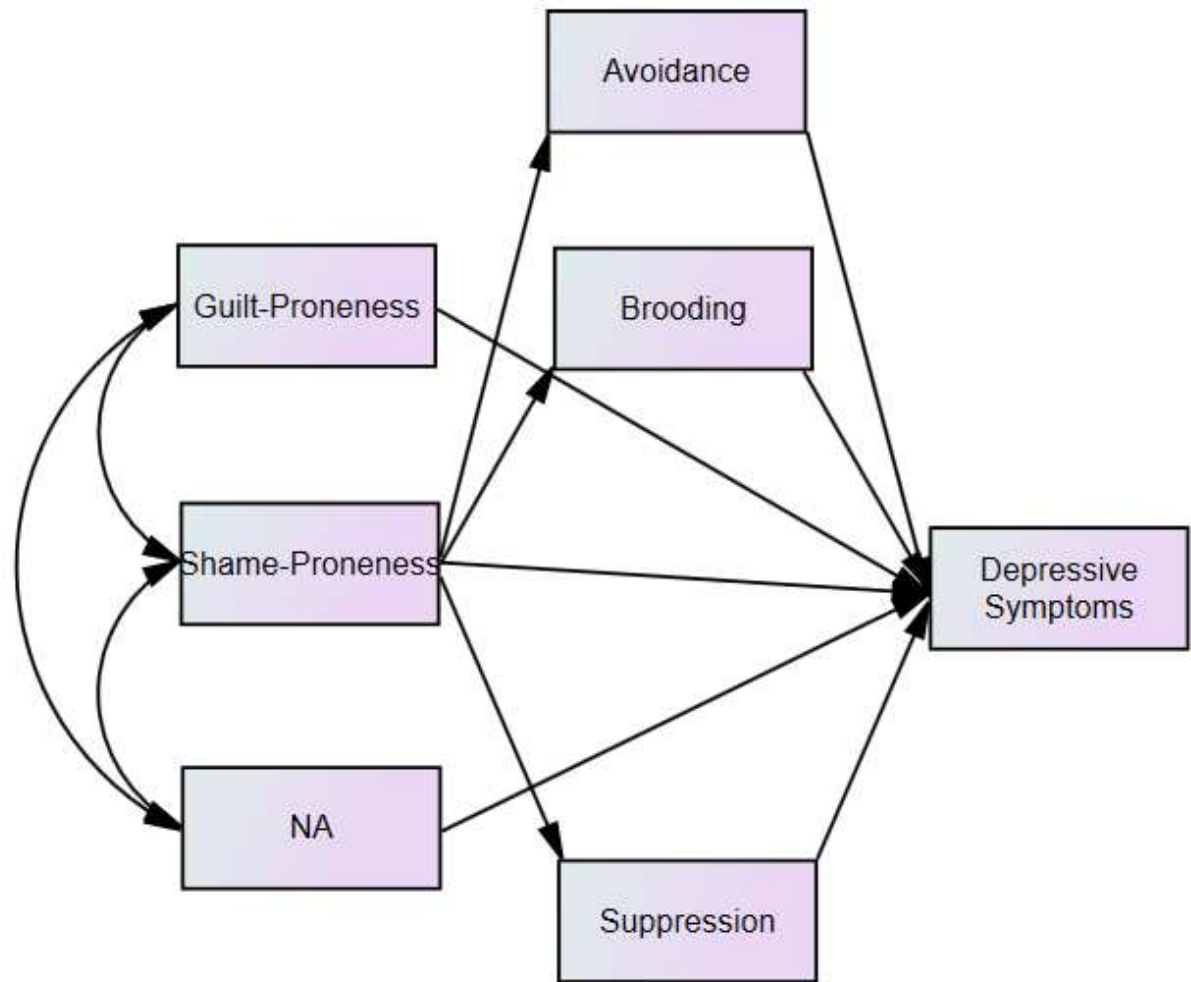 Avoidance
Guilt-Proneness
Brooding
Shame-Proneness
Depressive
Symptoms
NA
Suppression